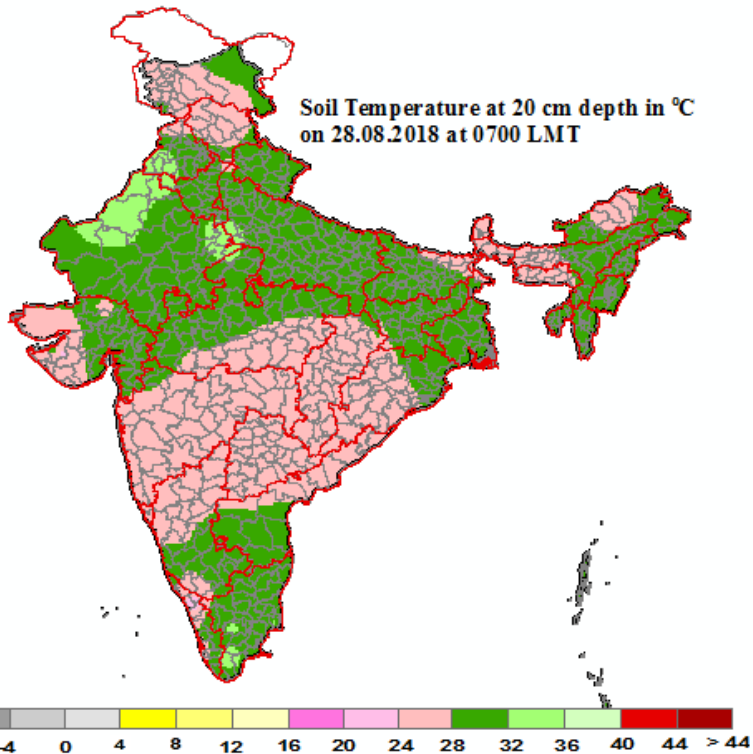 Soil Temperature at 20 cm depth in °C
on 28.08.2018 at 0700 LMT
-4 0 4 8 12 16 20 24 28 32 36 40 44 > 44